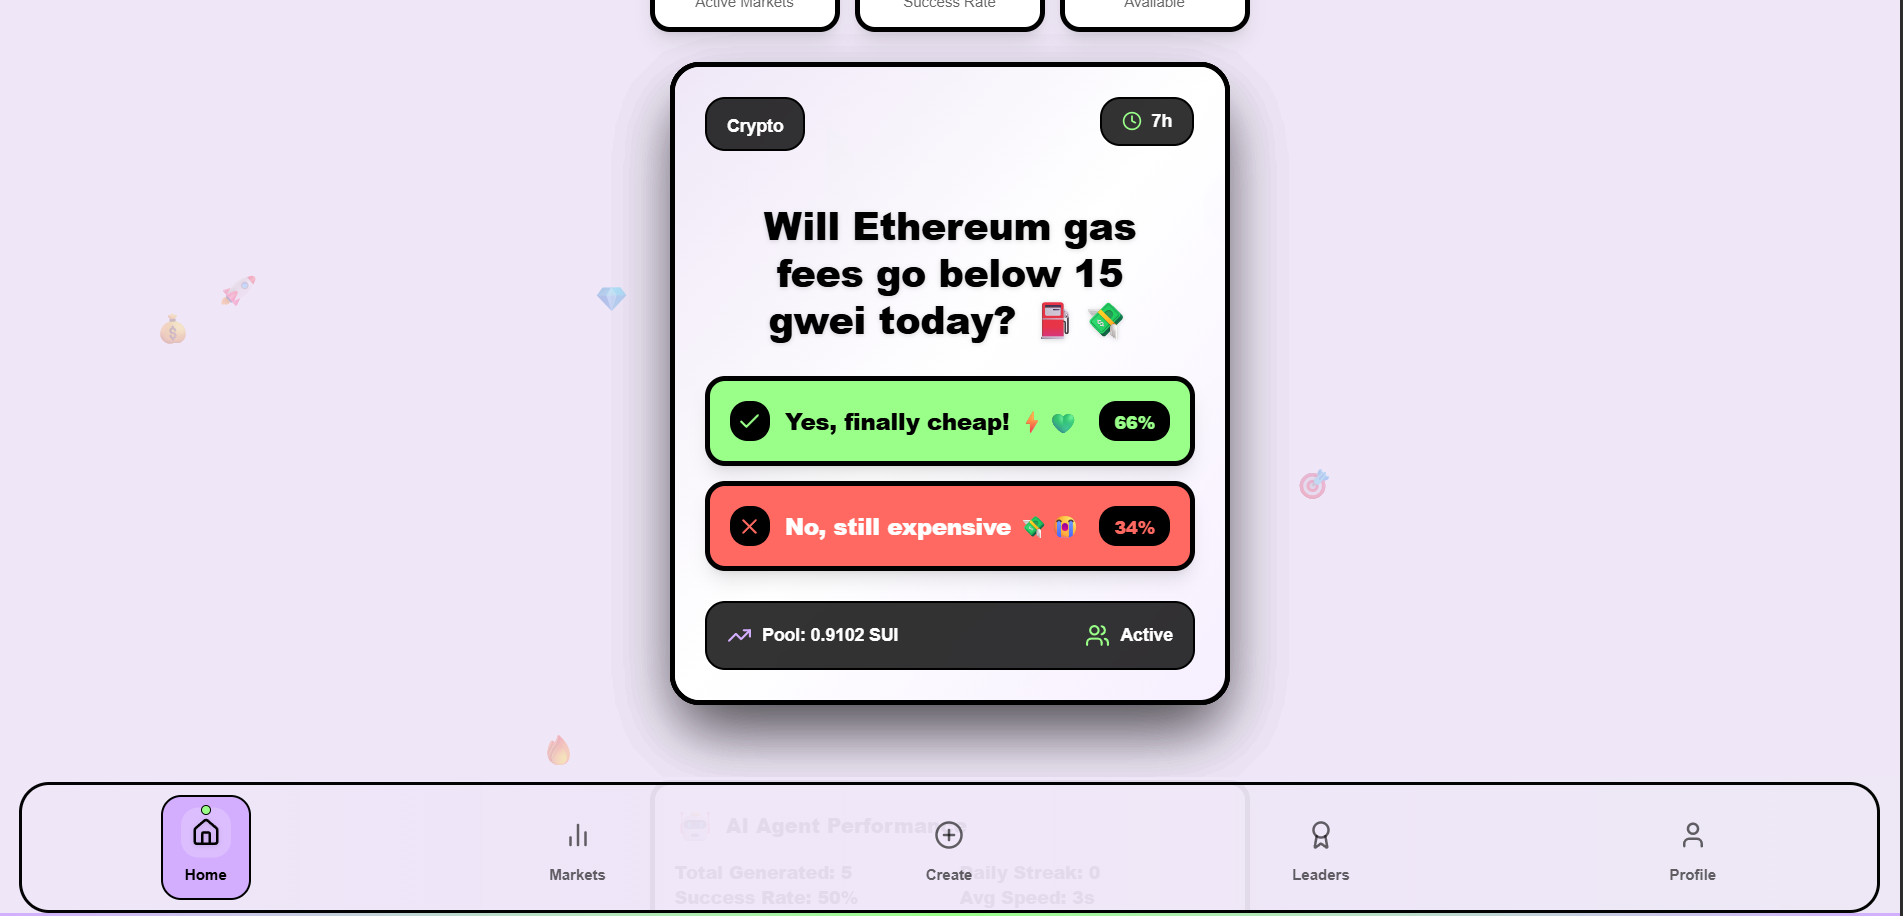 Active Markets
Success Rate
Available
Crypto
7h
Will Ethereum gas
fees go below 15
gwei today? ⛽ 💸
Yes, finally cheap! ⚡ 💚
66%
No, still expensive 💸 😭
34%
Pool: 0.9102 SUI
Active
AI Agent Performance
Total Generated: 5
Daily Streak: 0
Success Rate: 50%
Avg Speed: 3s
Home
Markets
Create
Leaders
Profile